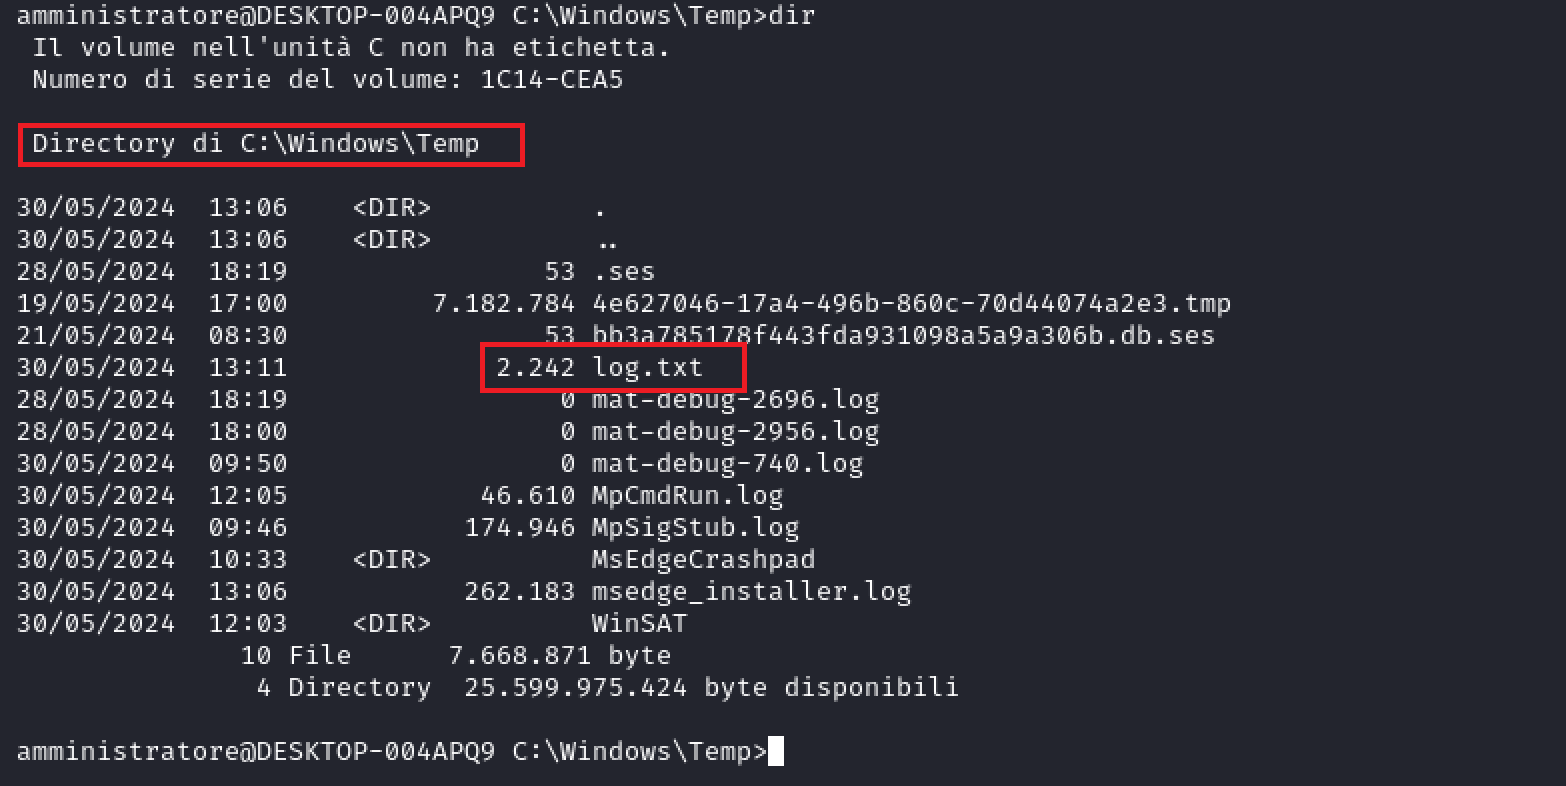 amministratore@DESKTOP-004APQ9 C:\Windows\Temp>dir
Il volume nell'unità C non ha etichetta.
Numero di serie del volume: 1C14-CEA5
Directory di C:\Windows\Temp
30/05/2024  13:06    <DIR>          .
30/05/2024  13:06    <DIR>          ..
28/05/2024  18:19                53 .ses
19/05/2024  17:00         7.182.784 4e627046-17a4-496b-860c-70d44074a2e3.tmp
21/05/2024  08:30                53 bb3a785178f443fda931098a5a9a306b.db.ses
30/05/2024  13:11             2.242 log.txt
28/05/2024  18:19                 0 mat-debug-2696.log
28/05/2024  18:00                 0 mat-debug-2956.log
30/05/2024  09:50                 0 mat-debug-740.log
30/05/2024  12:05            46.610 MpCmdRun.log
30/05/2024  09:46           174.946 MpSigStub.log
30/05/2024  10:33    <DIR>          MsEdgeCrashpad
30/05/2024  13:06           262.183 msedge_installer.log
30/05/2024  12:03    <DIR>          WinSAT
10 File      7.668.871 byte
4 Directory  25.599.975.424 byte disponibili
amministratore@DESKTOP-004APQ9 C:\Windows\Temp>